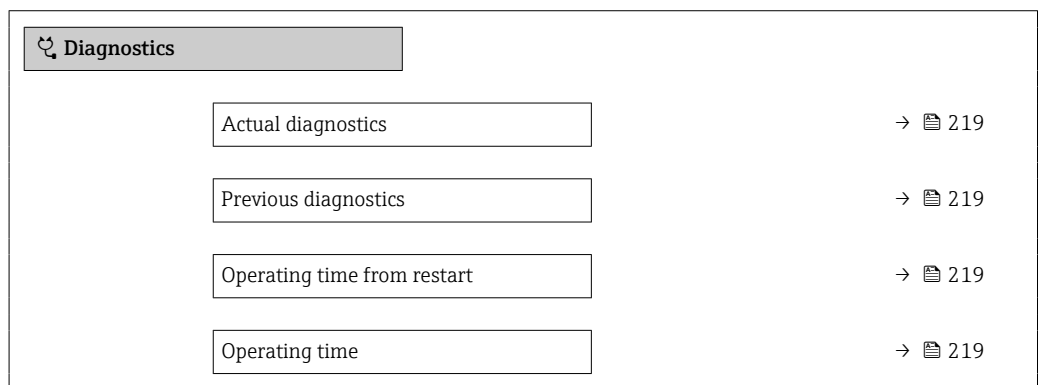 Diagnostics
Actual diagnostics → 219
Previous diagnostics → 219
Operating time from restart → 219
Operating time → 219